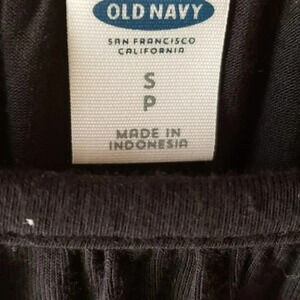 OLD NAVY
SAN FRANCISCO
CALIFORNIA
S
P
MADE IN
INDONESIA